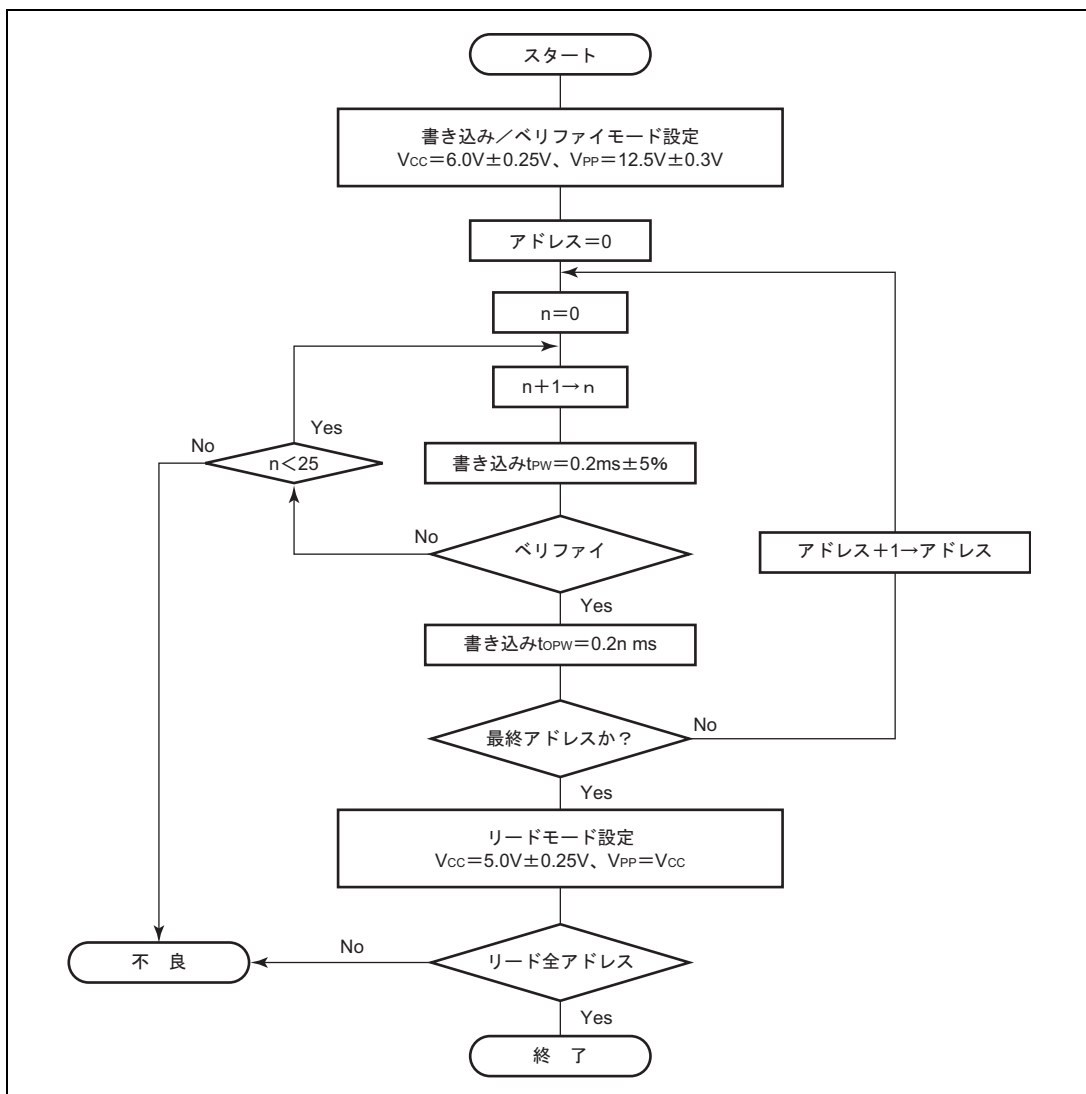 スタート
書き込み／ベリファイモード設定
VCC＝6.0V±0.25V、VPP＝12.5V±0.3V
アドレス＝0
n＝0
n＋1→n
Yes
No
n＜25
書き込みtPW＝0.2ms±5%
No
ベリファイ
アドレス＋1→アドレス
Yes
書き込みtOPW＝0.2n ms
最終アドレスか？
No
Yes
リードモード設定
VCC＝5.0V±0.25V、VPP＝VCC
No
不　良
リード全アドレス
Yes
終　了